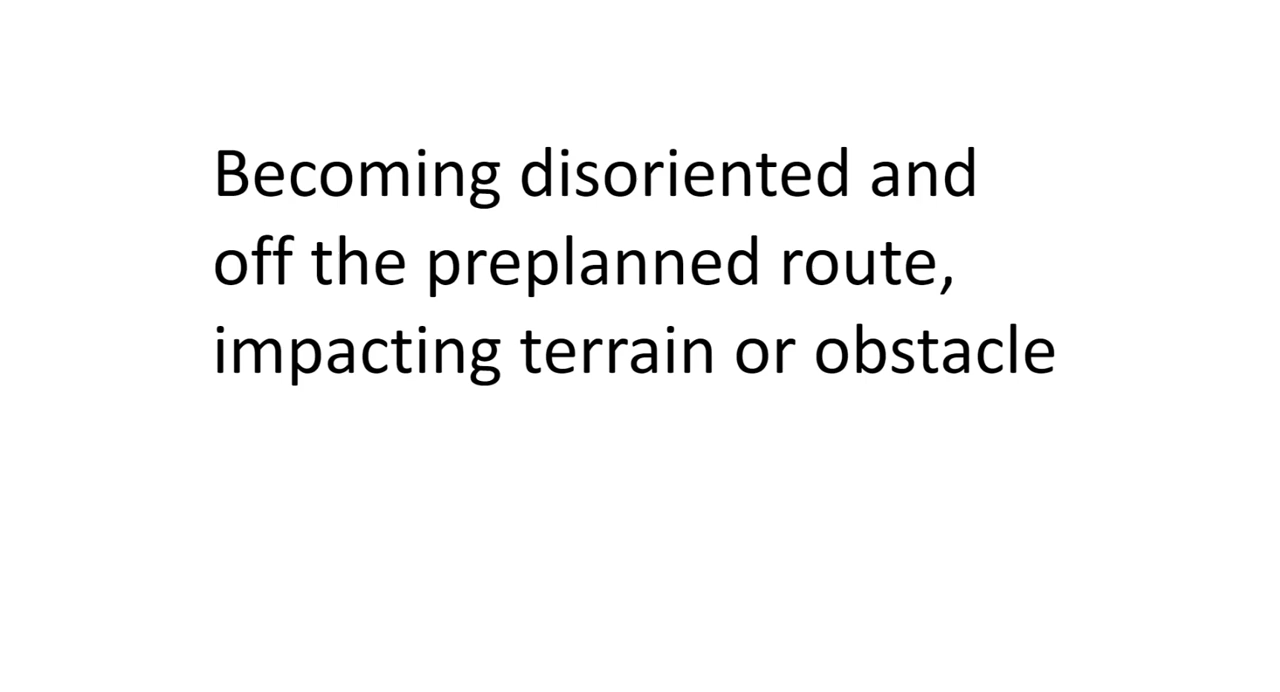 Becoming disoriented and
off the preplanned route,
impacting terrain or obstacle